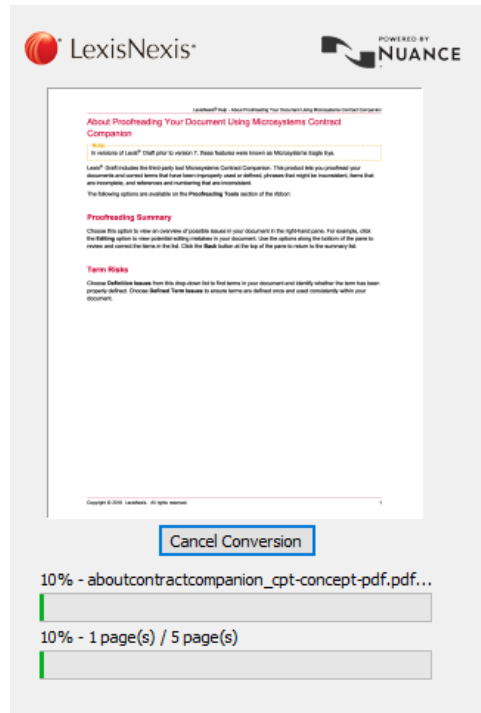 LexisNexis®
POWERED BY
NUANCE
LexisNexis® Help - About Proofreading Your Document Using Microsystems Contract Companion
About Proofreading Your Document Using Microsystems Contract
Companion
Note:
In versions of Lexis® Draft prior to version 7, these features were known as Microsystems Eagle Eye.
Lexis® Draft includes the third-party tool Microsystems Contract Companion. This product lets you proofread your
documents and correct terms that have been improperly used or defined, phrases that might be inconsistent, items that
are incomplete, and references and numbering that are inconsistent.
The following options are available on the Proofreading Tools section of the ribbon:
Proofreading Summary
Choose this option to view an overview of possible issues in your document in the right-hand pane. For example, click
the Editing option to view potential editing mistakes in your document. Use the options along the bottom of the pane to
review and correct the items in the list. Click the Back button at the top of the pane to return to the summary list.
Term Risks
Choose Definition Issues from this drop-down list to find terms in your document and identify whether the term has been
properly defined. Choose Defined Term Issues to ensure terms are defined once and used consistently within your
document.
Copyright © 2018 LexisNexis. All rights reserved. 1
Cancel Conversion
10% - aboutcontractcompanion_cpt-concept-pdf.pdf...
10% - 1 page(s) / 5 page(s)